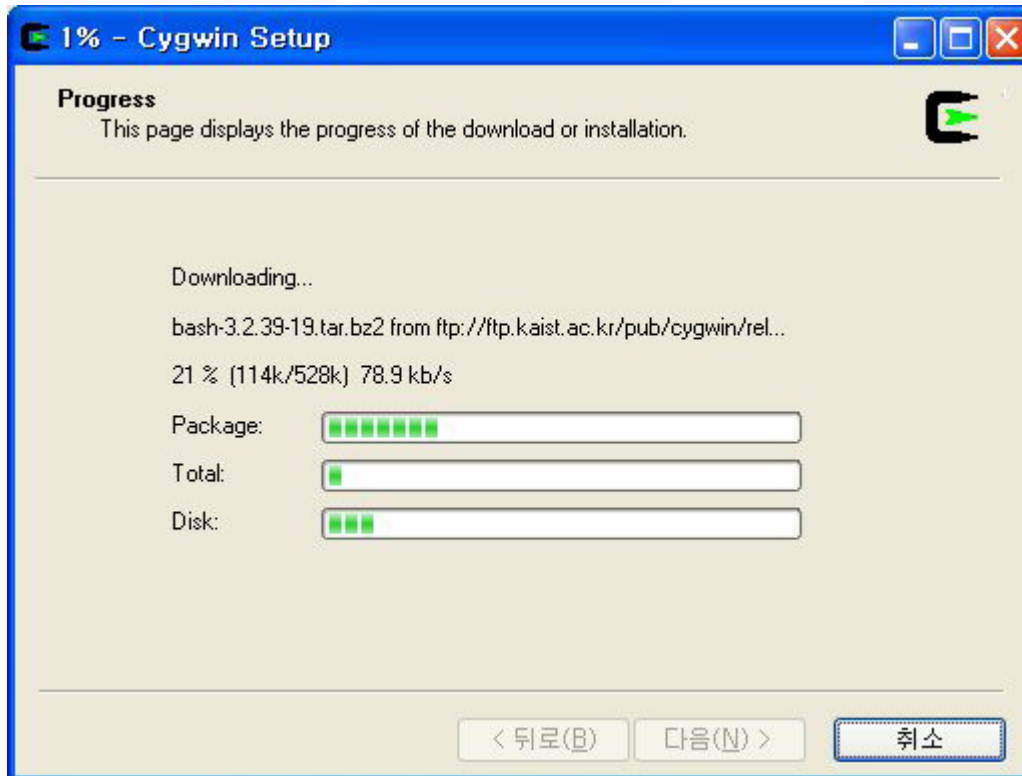 1% - Cygwin Setup
Progress
This page displays the progress of the download or installation.
Downloading...
bash-3.2.39-19.tar.bz2 from ftp://ftp.kaist.ac.kr/pub/cygwin/rel...
21 % (114k/528k) 78.9 kb/s
Package:
Total:
Disk:
< 뒤로(B) 다음(N) > 취소